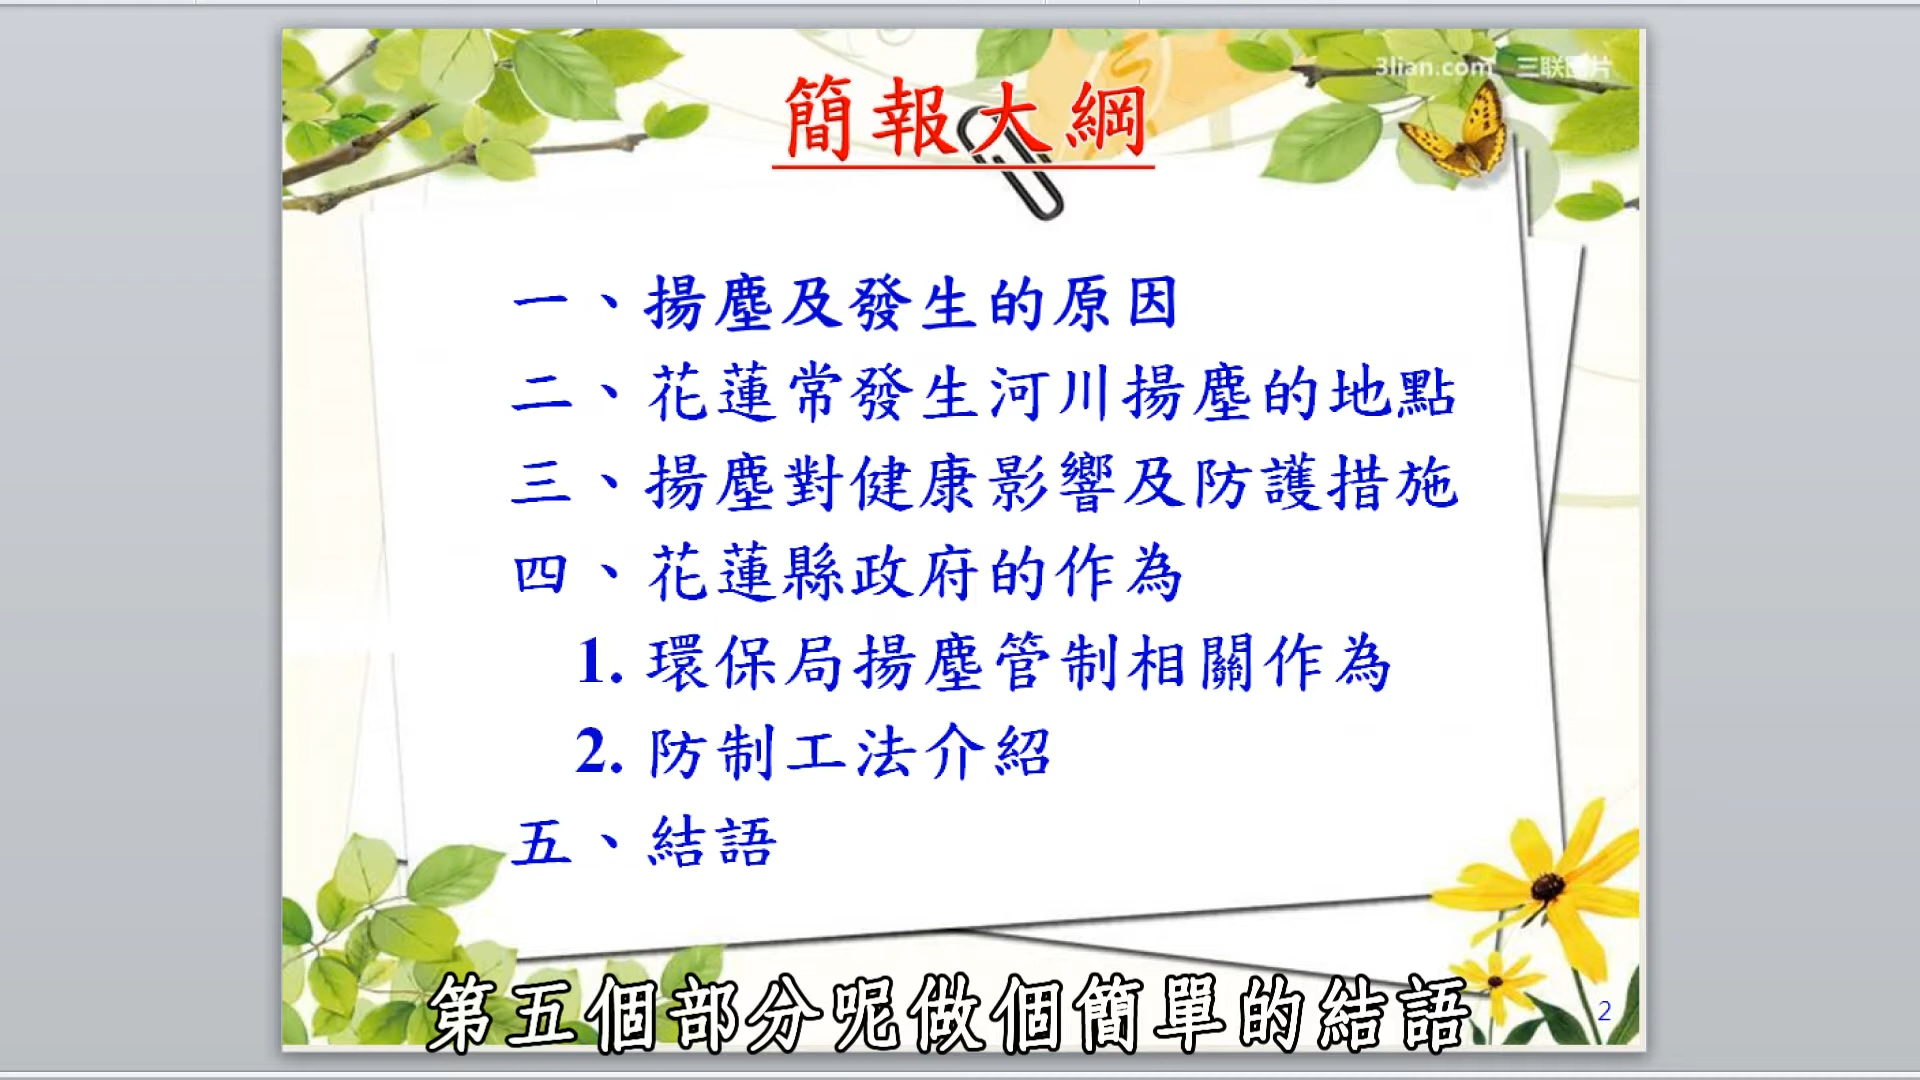 3lian.com 三联图片
簡報大綱
一、揚塵及發生的原因
二、花蓮常發生河川揚塵的地點
三、揚塵對健康影響及防護措施
四、花蓮縣政府的作為
1. 環保局揚塵管制相關作為
2. 防制工法介紹
五、結語
第五個部分呢做個簡單的結語
2